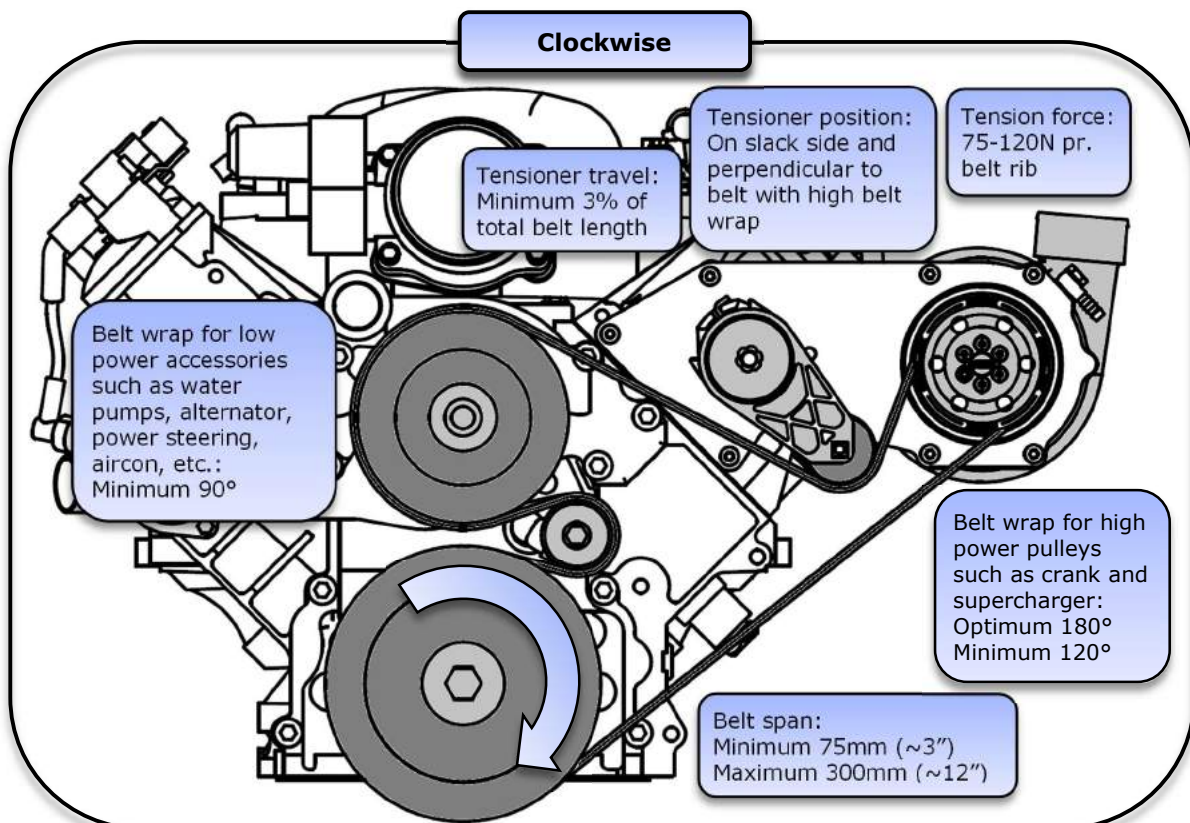 Clockwise
Tensioner travel:
Minimum 3% of
total belt length
Tensioner position:
On slack side and
perpendicular to
belt with high belt
wrap
Tension force:
75-120N pr.
belt rib
Belt wrap for low
power accessories
such as water
pumps, alternator,
power steering,
aircon, etc.:
Minimum 90°
Belt wrap for high
power pulleys
such as crank and
supercharger:
Optimum 180°
Minimum 120°
Belt span:
Minimum 75mm (~3”)
Maximum 300mm (~12”)